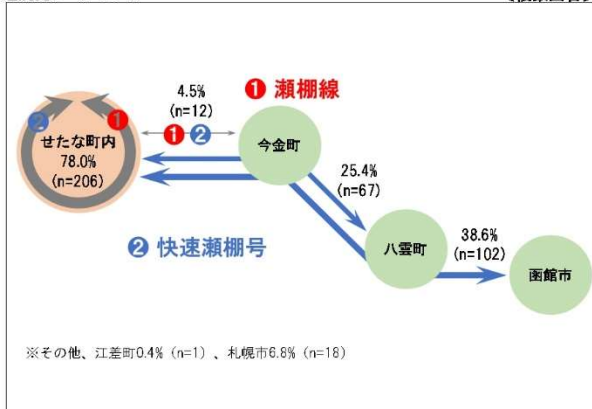 4.5%
(n=12)
❶ 瀬棚線
❷
❶
せたな町内
78.0%
(n=206)
❶ ❷
今金町
25.4%
(n=67)
❷ 快速瀬棚号
八雲町
38.6%
(n=102)
函館市
※その他、江差町0.4%（n=1）、札幌市6.8%（n=18）